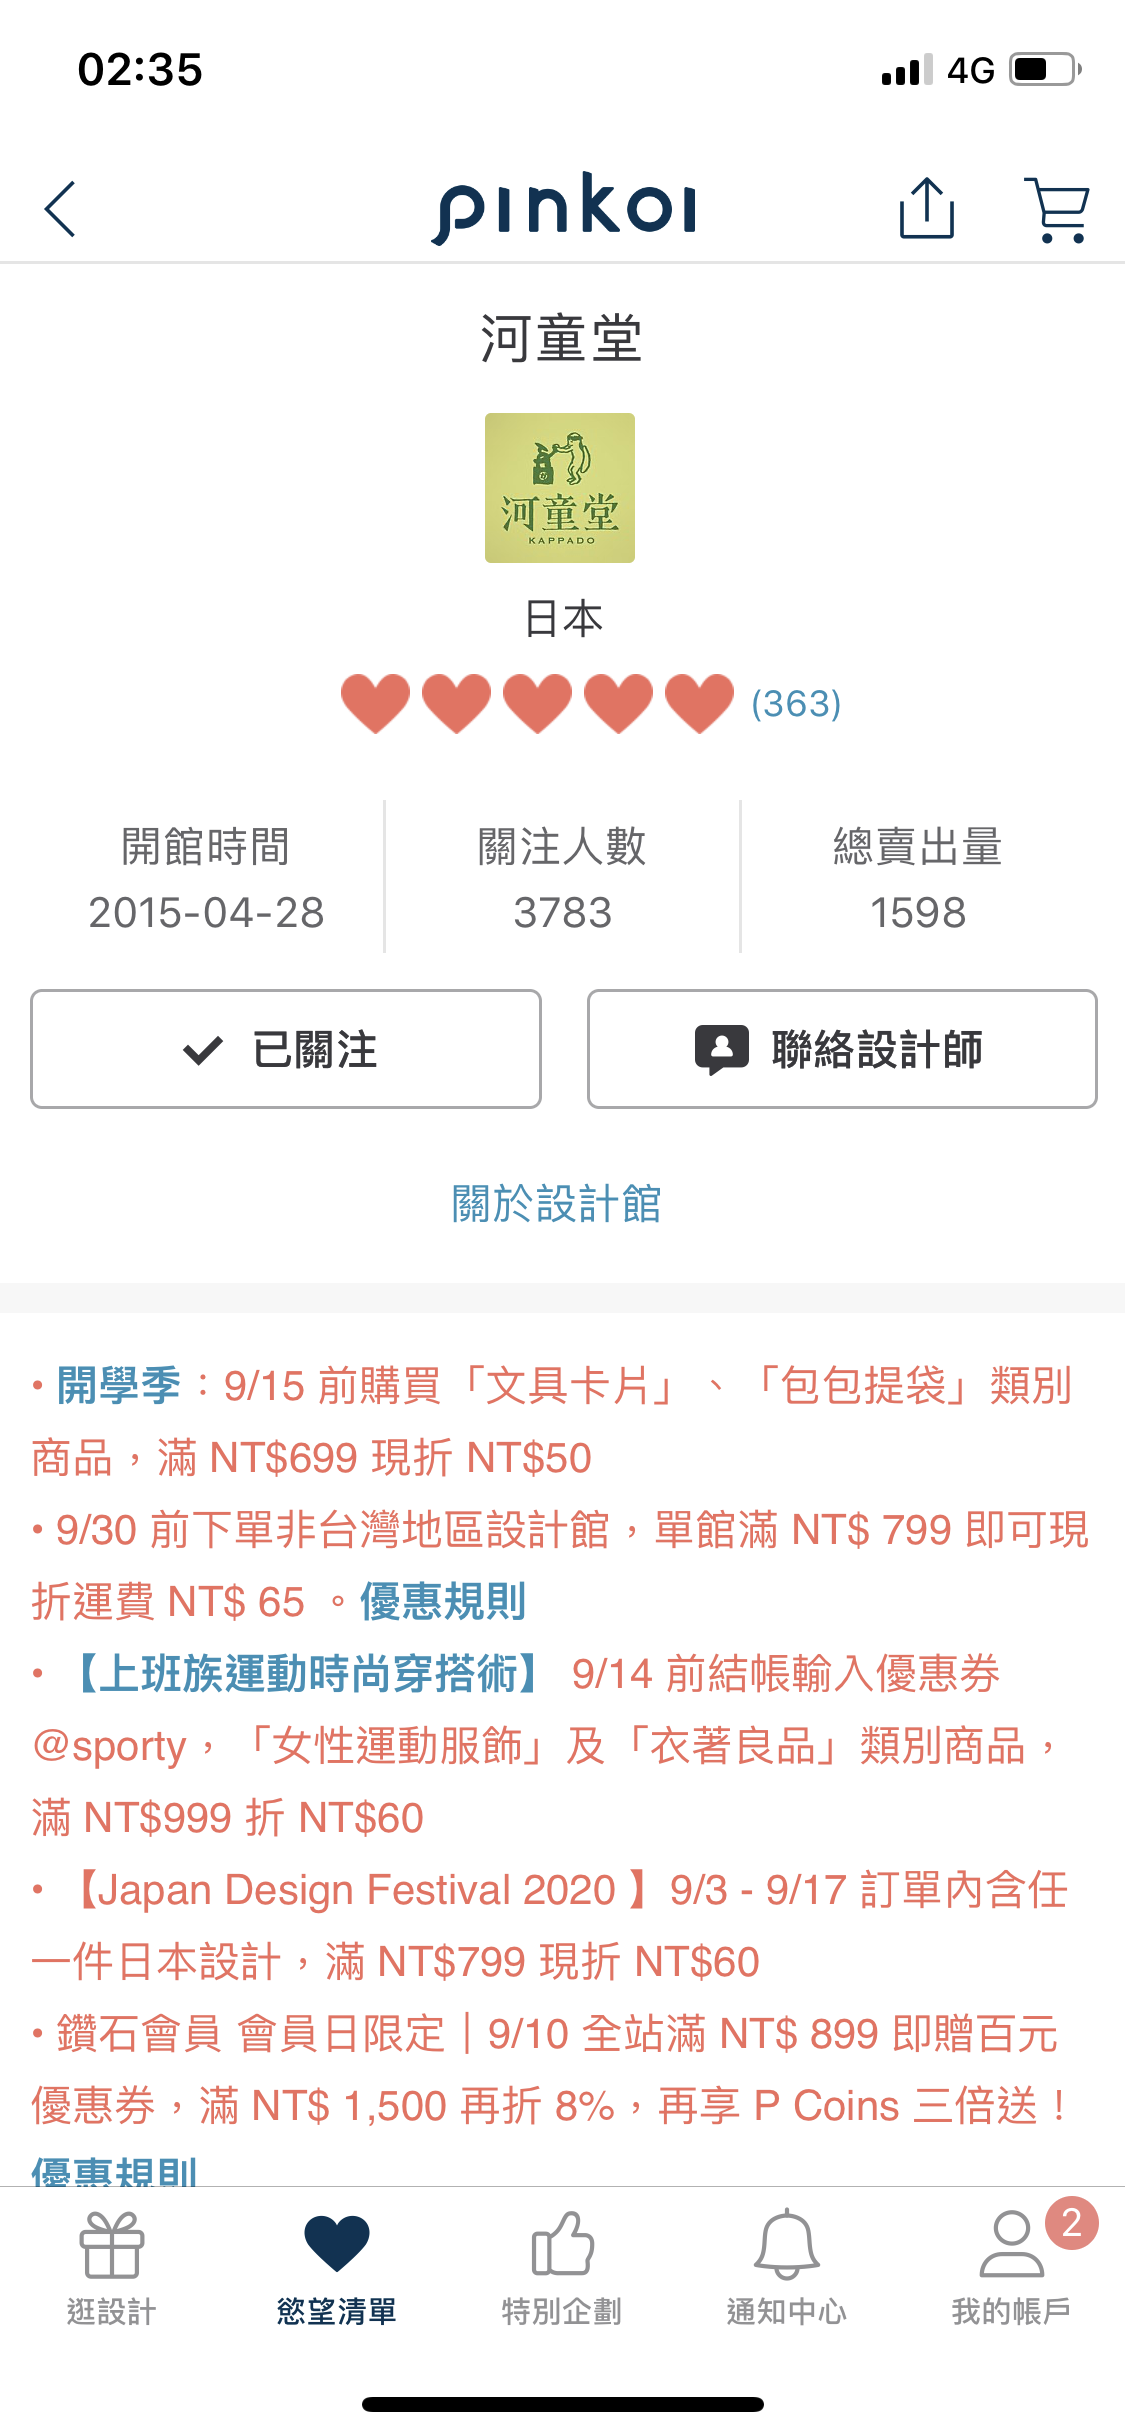 02:35
4G
pinkoi
河童堂
河童堂
KAPPADO
日本
(363)
開館時間
2015-04-28
關注人數
3783
總賣出量
1598
已關注
聯絡設計師
關於設計館
• 開學季：9/15 前購買「文具卡片」、「包包提袋」類別
商品，滿 NT$699 現折 NT$50
• 9/30 前下單非台灣地區設計館，單館滿 NT$ 799 即可現
折運費 NT$ 65 。優惠規則
• 【上班族運動時尚穿搭術】 9/14 前結帳輸入優惠券
@sporty，「女性運動服飾」及「衣著良品」類別商品，
滿 NT$999 折 NT$60
• 【Japan Design Festival 2020 】9/3 - 9/17 訂單內含任
一件日本設計，滿 NT$799 現折 NT$60
• 鑽石會員 會員日限定｜9/10 全站滿 NT$ 899 即贈百元
優惠券，滿 NT$ 1,500 再折 8%，再享 P Coins 三倍送！
優惠規則
2
逛設計
慾望清單
特別企劃
通知中心
我的帳戶